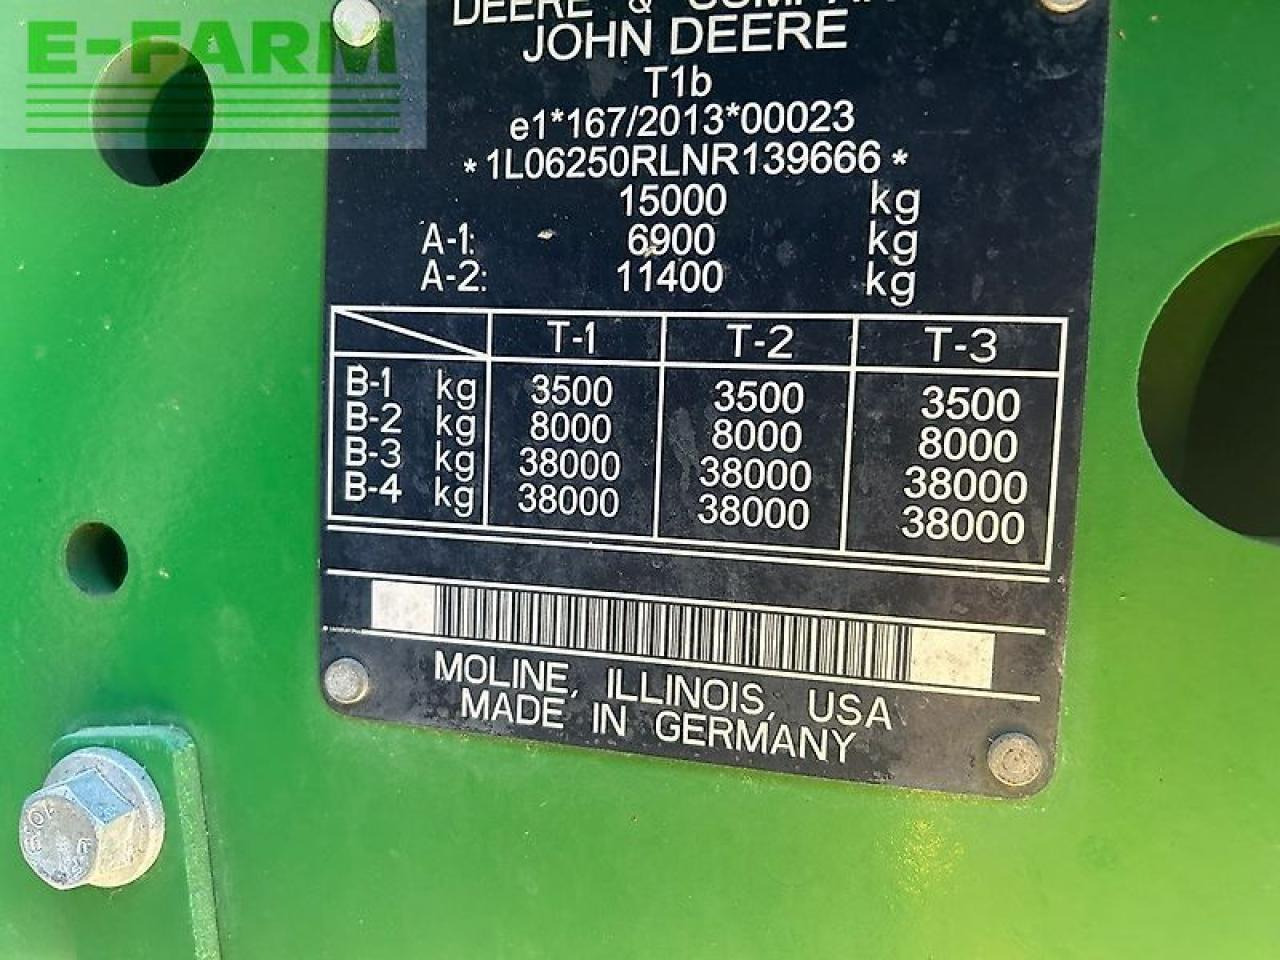 E-FARM
DEERE & COMPANY
JOHN DEERE
T1b
e1*167/2013*00023
*1L06250RLNR139666*
15000 kg
A-1: 6900 kg
A-2: 11400 kg
T-1 T-2 T-3
B-1 kg 3500 3500 3500
B-2 kg 8000 8000 8000
B-3 kg 38000 38000 38000
B-4 kg 38000 38000 38000
MOLINE, ILLINOIS, USA
MADE IN GERMANY